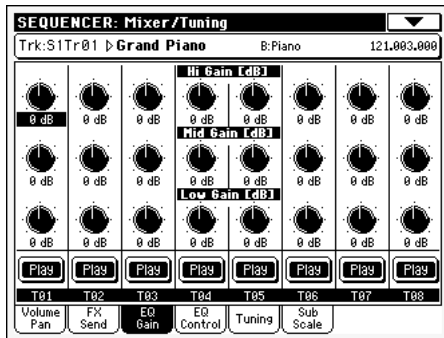 SEQUENCER: Mixer/Tuning
Trk:S1Tr01 Grand Piano B:Piano 121.003.000
Hi Gain [dB]
0 dB 0 dB 0 dB 0 dB 0 dB 0 dB 0 dB 0 dB
Mid Gain [dB]
0 dB 0 dB 0 dB 0 dB 0 dB 0 dB 0 dB 0 dB
Low Gain [dB]
0 dB 0 dB 0 dB 0 dB 0 dB 0 dB 0 dB 0 dB
Play Play Play Play Play Play Play Play
T01 T02 T03 T04 T05 T06 T07 T08
Volume Pan FX Send EQ Gain EQ Control Tuning Sub Scale